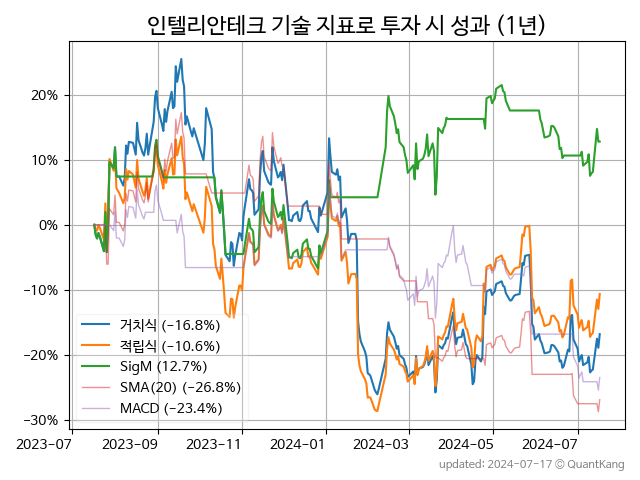 인텔리안테크 기술 지표로 투자 시 성과 (1년)
20%
10%
0%
−10%
−20%
−30%
거치식 (−16.8%)
적립식 (−10.6%)
SigM (12.7%)
SMA(20) (−26.8%)
MACD (−23.4%)
2023−07
2023−09
2023−11
2024−01
2024−03
2024−05
2024−07
updated: 2024−07−17 © QuantKang